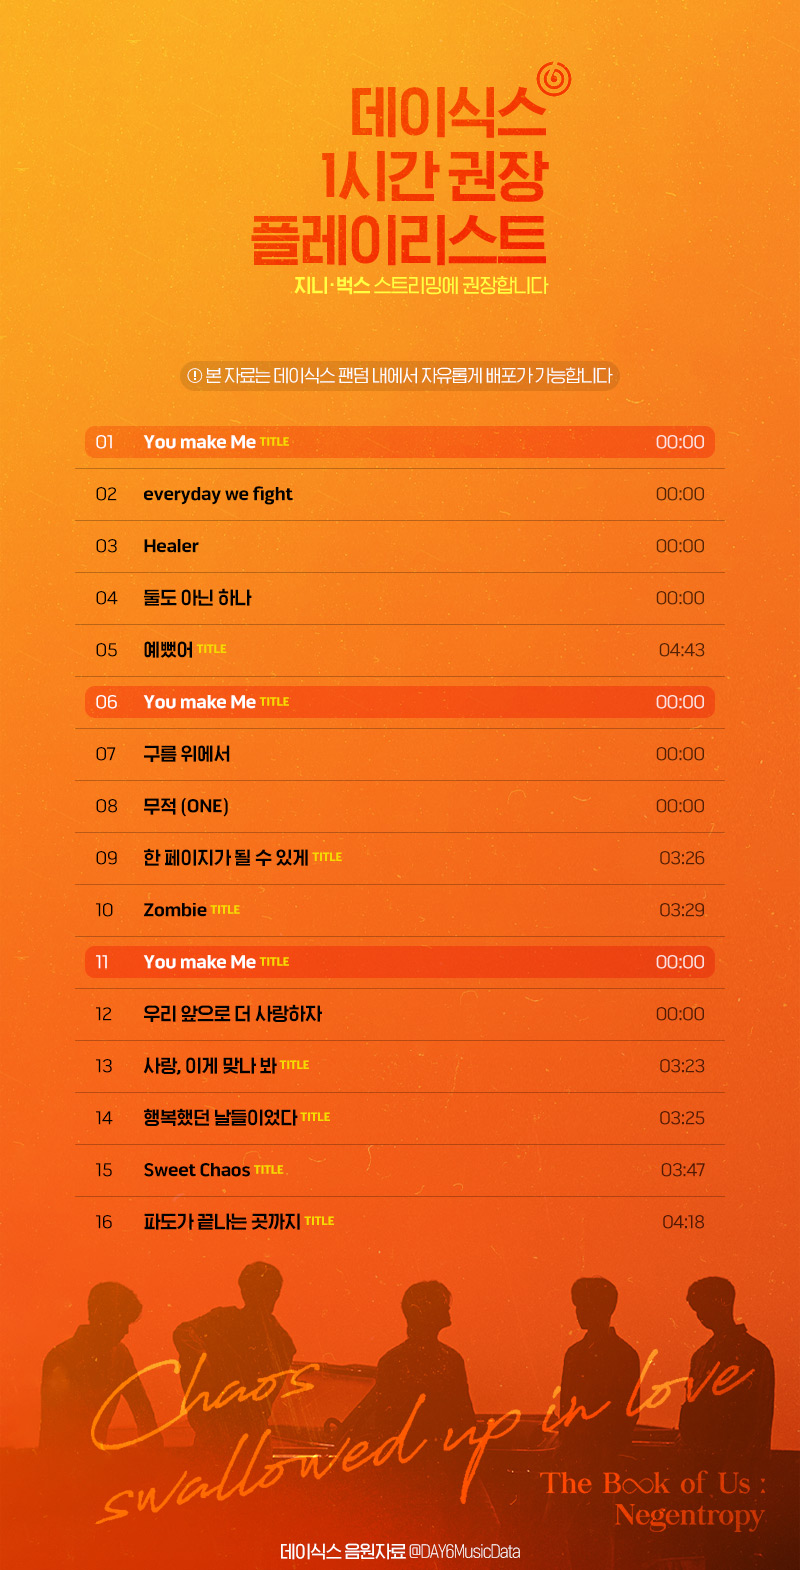 데이식스
1시간 권장
플레이리스트
지니·벅스 스트리밍에 권장합니다
! 본 자료는 데이식스 팬덤 내에서 자유롭게 배포가 가능합니다
01 You make Me TITLE 00:00
02 everyday we fight 00:00
03 Healer 00:00
04 둘도 아닌 하나 00:00
05 예뻤어 TITLE 04:43
06 You make Me TITLE 00:00
07 구름 위에서 00:00
08 무적 (ONE) 00:00
09 한 페이지가 될 수 있게 TITLE 03:26
10 Zombie TITLE 03:29
11 You make Me TITLE 00:00
12 우리 앞으로 더 사랑하자 00:00
13 사랑, 이게 맞나 봐 TITLE 03:23
14 행복했던 날들이었다 TITLE 03:25
15 Sweet Chaos TITLE 03:47
16 파도가 끝나는 곳까지 TITLE 04:18
Chaos
swallowed up in love
The Book of Us :
Negentropy
데이식스 음원자료 @DAY6MusicData